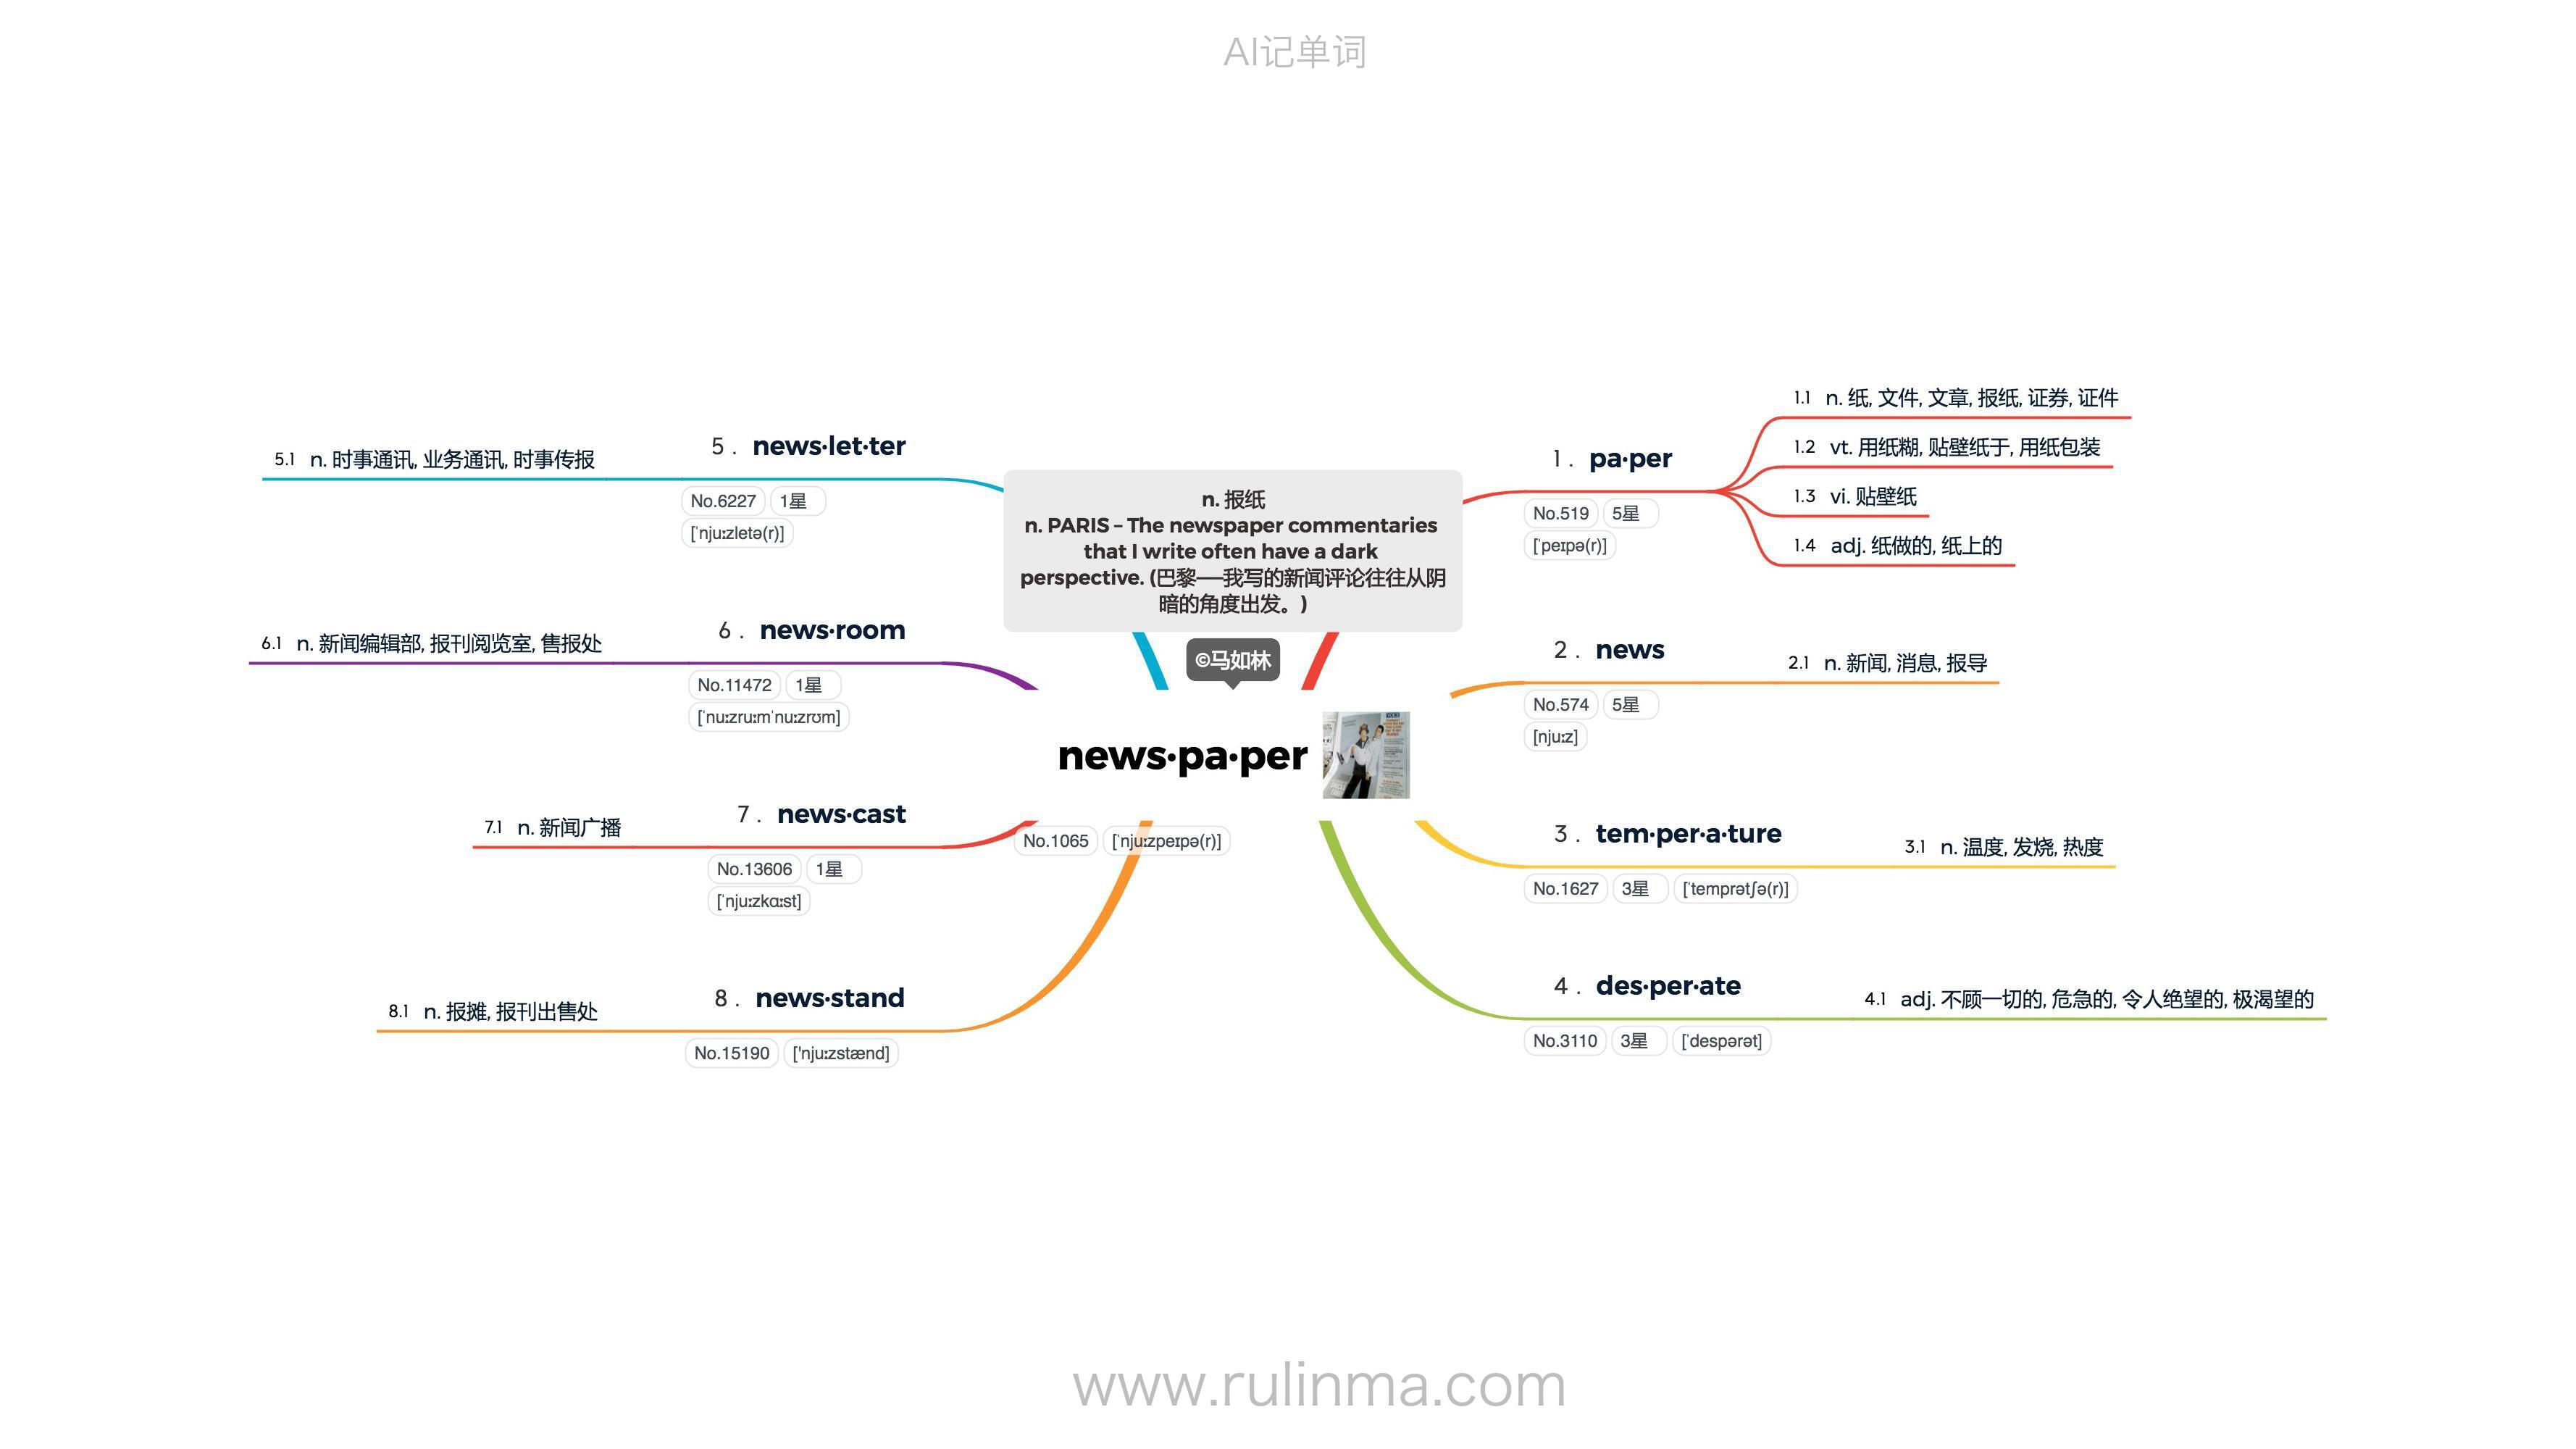 AI记单词
n. 报纸
n. PARIS – The newspaper commentaries
that I write often have a dark
perspective. (巴黎——我写的新闻评论往往从阴
暗的角度出发。)
©马如林
news·pa·per
No.1065 [ˈnjuːzpeɪpə(r)]
1. pa·per
No.519 5星
[ˈpeɪpə(r)]
1.1 n. 纸, 文件, 文章, 报纸, 证券, 证件
1.2 vt. 用纸糊, 贴壁纸于, 用纸包装
1.3 vi. 贴壁纸
1.4 adj. 纸做的, 纸上的
2. news
No.574 5星
[njuːz]
2.1 n. 新闻, 消息, 报导
3. tem·per·a·ture
No.1627 3星 [ˈtemprətʃə(r)]
3.1 n. 温度, 发烧, 热度
4. des·per·ate
No.3110 3星 [ˈdespərət]
4.1 adj. 不顾一切的, 危急的, 令人绝望的, 极渴望的
5. news·let·ter
No.6227 1星
[ˈnjuːzletə(r)]
5.1 n. 时事通讯, 业务通讯, 时事传报
6. news·room
No.11472 1星
[ˈnuːzruːmˈnuːzrʊm]
6.1 n. 新闻编辑部, 报刊阅览室, 售报处
7. news·cast
No.13606 1星
[ˈnjuːzkɑːst]
7.1 n. 新闻广播
8. news·stand
No.15190 ['njuːzstænd]
8.1 n. 报摊, 报刊出售处
www.rulinma.com